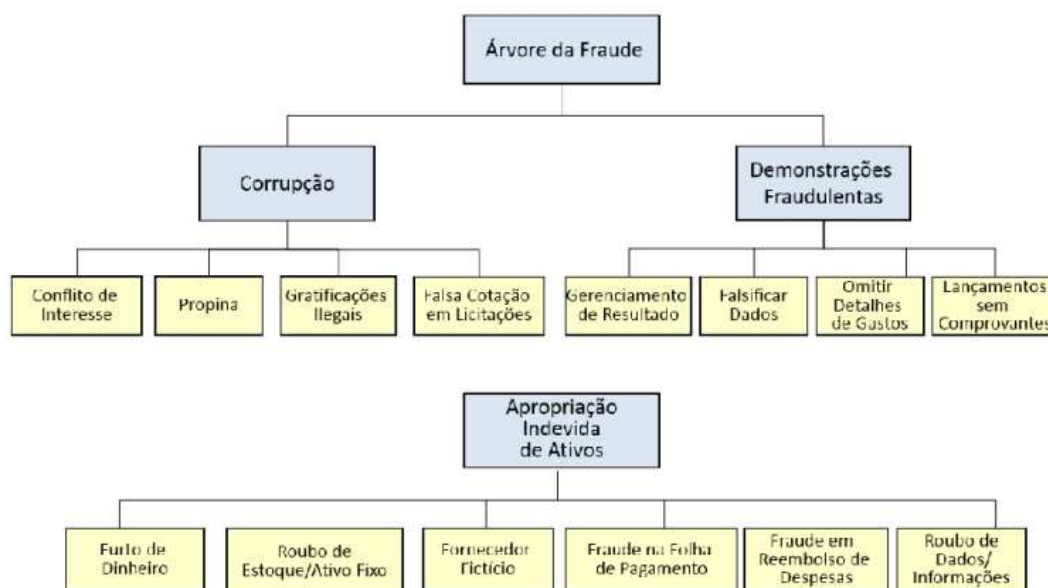 Árvore da Fraude
Corrupção
Demonstrações
Fraudulentas
Conflito de
Interesse
Propina
Gratificações
Ilegais
Falsa Cotação
em Licitações
Gerenciamento
de Resultado
Falsificar
Dados
Omitir
Detalhes
de Gastos
Lançamentos
sem
Comprovantes
Apropriação
Indevida
de Ativos
Furto de
Dinheiro
Roubo de
Estoque/Ativo Fixo
Fornecedor
Fictício
Fraude na Folha
de Pagamento
Fraude em
Reembolso de
Despesas
Roubo de
Dados/
Informações